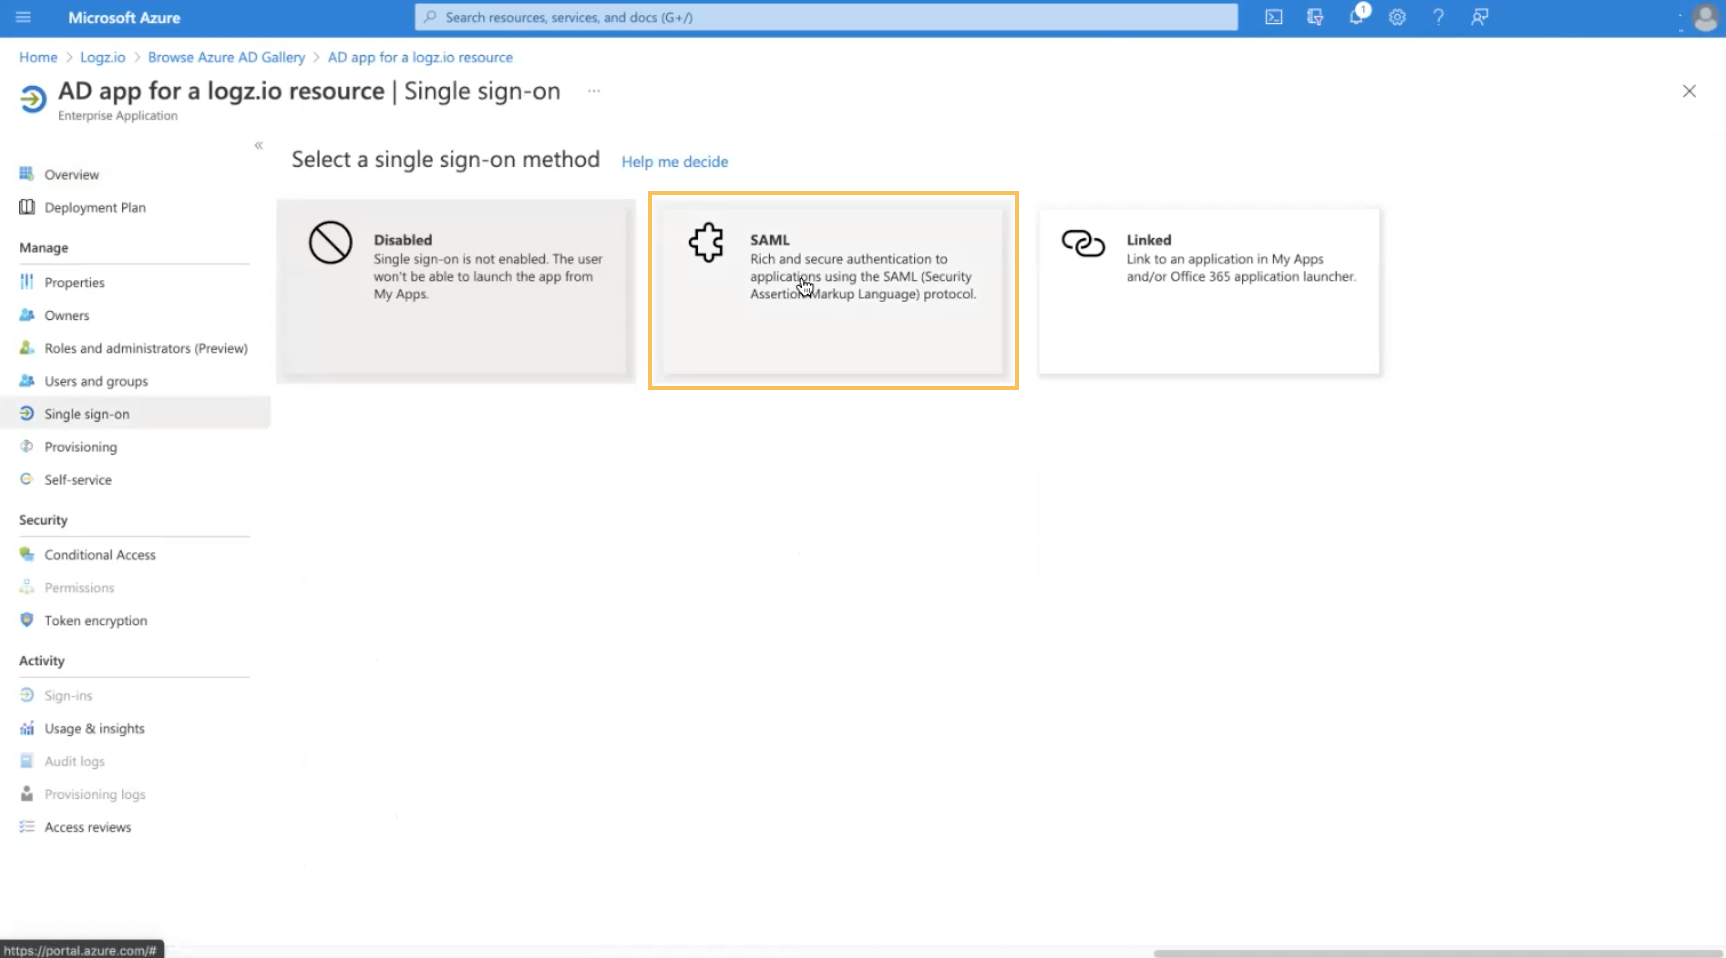 Microsoft Azure
Search resources, services, and docs (G+/)
1
Home > Logz.io > Browse Azure AD Gallery > AD app for a logz.io resource
AD app for a logz.io resource | Single sign-on ...
Enterprise Application
«
Select a single sign-on method Help me decide
Overview
Deployment Plan
Manage
Properties
Owners
Roles and administrators (Preview)
Users and groups
Single sign-on
Provisioning
Self-service
Security
Conditional Access
Permissions
Token encryption
Activity
Sign-ins
Usage & insights
Audit logs
Provisioning logs
Access reviews
Disabled
Single sign-on is not enabled. The user
won't be able to launch the app from
My Apps.
SAML
Rich and secure authentication to
applications using the SAML (Security
Assertion Markup Language) protocol.
Linked
Link to an application in My Apps
and/or Office 365 application launcher.
https://portal.azure.com/#